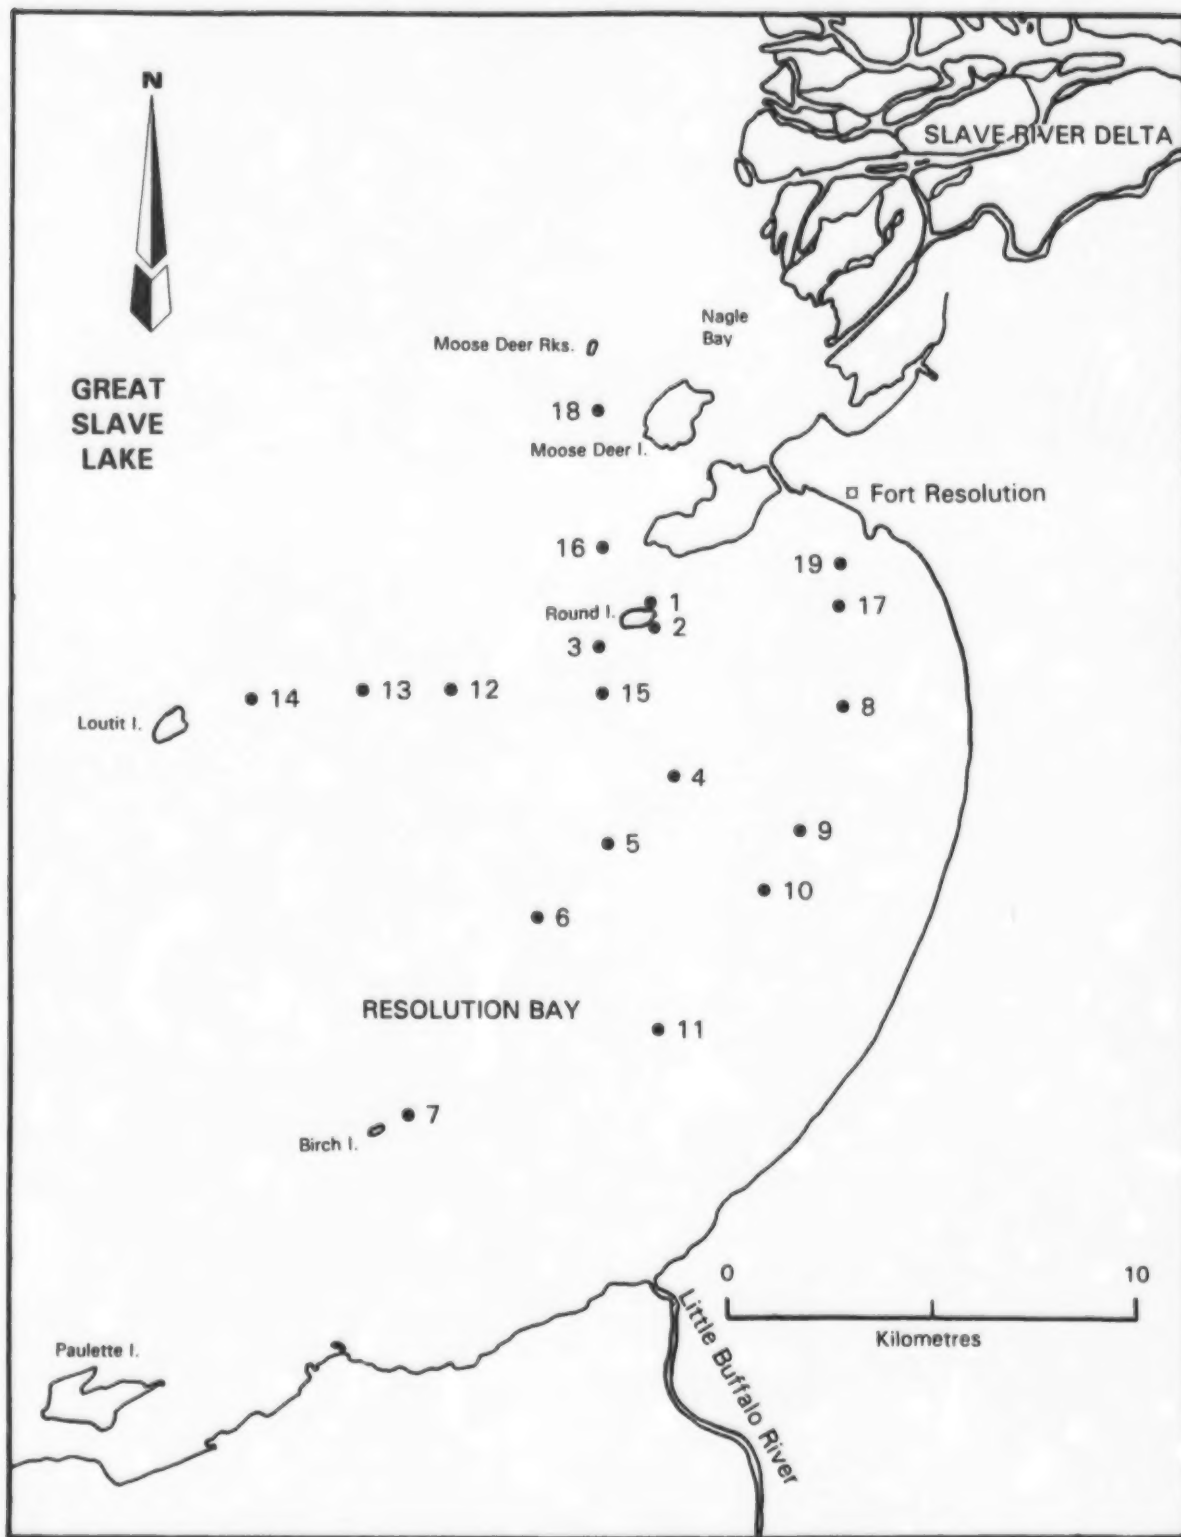 N
SLAVE RIVER DELTA
Nagle
Bay
Moose Deer Rks.
GREAT
SLAVE
LAKE
18
Moose Deer I.
Fort Resolution
16
19
1
Round I.
17
2
3
14
13
12
15
Loutit I.
8
4
9
5
10
6
RESOLUTION BAY
11
7
Birch I.
0 10
Kilometres
Little Buffalo River
Paulette I.